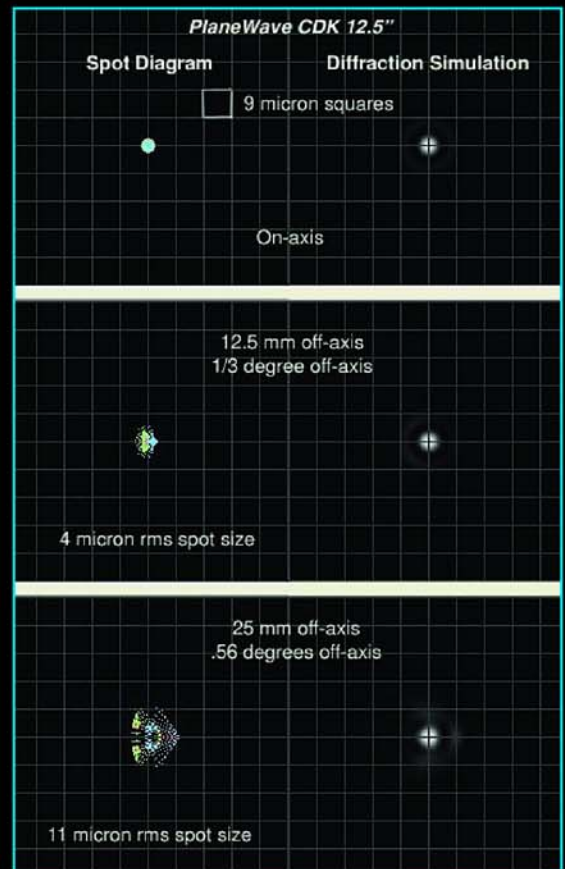 PlaneWave CDK 12.5"
Spot Diagram
Diffraction Simulation
9 micron squares
On-axis
12.5 mm off-axis
1/3 degree off-axis
4 micron rms spot size
25 mm off-axis
.56 degrees off-axis
11 micron rms spot size